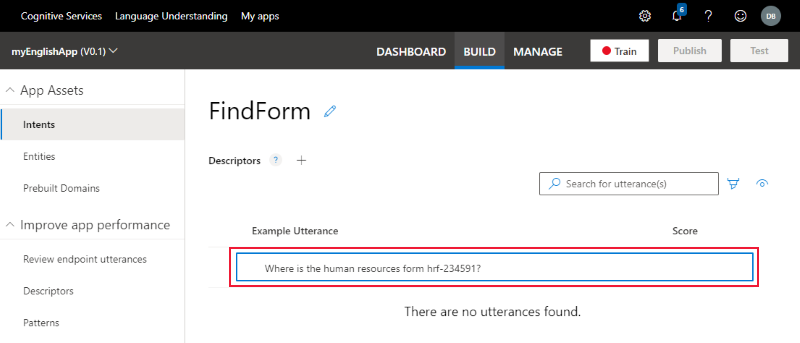 Cognitive Services Language Understanding My apps 6 ? DB
myEnglishApp (V0.1) DASHBOARD BUILD MANAGE Train Publish Test
App Assets
Intents
Entities
Prebuilt Domains
Improve app performance
Review endpoint utterances
Descriptors
Patterns
FindForm
Descriptors ? +
Search for utterance(s)
Example Utterance Score
Where is the human resources form hrf-234591?
There are no utterances found.